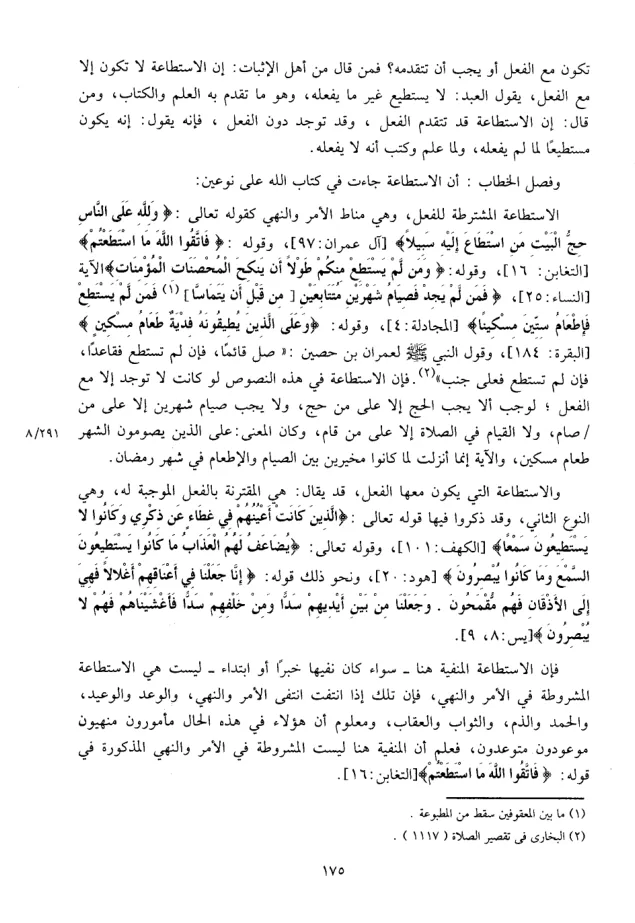 تكون مع الفعل أو يجب أن تتقدمه؟ فمن قال من أهل الإثبات: إن الاستطاعة لا تكون إلا
مع الفعل، يقول العبد: لا يستطيع غير ما يفعله، وهو ما تقدم به العلم والكتاب، ومن
قال: إن الاستطاعة قد تتقدم الفعل ، وقد توجد دون الفعل ، فإنه يقول: إنه يكون
مستطيعًا لما لم يفعله، ولما علم وكتب أنه لا يفعله.
وفصل الخطاب : أن الاستطاعة جاءت في كتاب الله على نوعين:
الاستطاعة المشترطة للفعل، وهي مناط الأمر والنهي كقوله تعالى :﴿ وَلِلَّهِ عَلَى النَّاسِ
حِجُّ الْبَيْتِ مَنِ اسْتَطَاعَ إِلَيْهِ سَبِيلاً﴾ [آل عمران:٩٧]، وقوله :﴿ فَاتَّقُوا اللَّهَ مَا اسْتَطَعْتُمْ﴾
[التغابن: ١٦]، وقوله:﴿ وَمَن لَّمْ يَسْتَطِعْ مِنكُمْ طَوْلاً أَن يَنكِحَ الْمُحْصَنَاتِ الْمُؤْمِنَاتِ﴾الآية
[النساء:٢٥]، ﴿ فَمَن لَّمْ يَجِدْ فَصِيَامُ شَهْرَيْنِ مُتَتَابِعَيْنِ [ مِن قَبْلِ أَن يَتَمَاسَّا] (١) فَمَن لَّمْ يَسْتَطِعْ
فَإِطْعَامُ سِتِّينَ مِسْكِينًا﴾ [المجادلة:٤]، وقوله: ﴿وَعَلَى الَّذِينَ يُطِيقُونَهُ فِدْيَةٌ طَعَامُ مِسْكِينٍ ﴾
[البقرة: ١٨٤]، وقول النبي ﷺ لعمران بن حصين :« صل قائمًا، فإن لم تستطع فقاعدًا،
فإن لم تستطع فعلى جنب»(٢).فإن الاستطاعة في هذه النصوص لو كانت لا توجد إلا مع
الفعل ؛ لوجب ألا يجب الحج إلا على من حج، ولا يجب صيام شهرين إلا على من
/ صام، ولا القيام في الصلاة إلا على من قام، وكان المعنى:على الذين يصومون الشهر
٨/٢٩١
طعام مسكين، والآية إنما أنزلت لما كانوا مخيرين بين الصيام والإطعام في شهر رمضان.
والاستطاعة التي يكون معها الفعل، قد يقال: هي المقترنة بالفعل الموجبة له، وهي
النوع الثاني، وقد ذكروا فيها قوله تعالى :﴿الَّذِينَ كَانَتْ أَعْيُنُهُمْ فِي غِطَاءٍ عَن ذِكْرِي وَكَانُوا لا
يَسْتَطِيعُونَ سَمْعًا﴾ [الكهف:١٠١]، وقوله تعالى: ﴿يُضَاعَفُ لَهُمُ الْعَذَابُ مَا كَانُوا يَسْتَطِيعُونَ
السَّمْعَ وَمَا كَانُوا يُبْصِرُونَ ﴾ [هود:٢٠]، ونحو ذلك قوله: ﴿ إِنَّا جَعَلْنَا فِي أَعْنَاقِهِمْ أَغْلالاً فَهِيَ
إِلَى الأَذْقَانِ فَهُم مُّقْمَحُونَ . وَجَعَلْنَا مِنْ بَيْنِ أَيْدِيهِمْ سَدًّا وَمِنْ خَلْفِهِمْ سَدًّا فَأَغْشَيْنَاهُمْ فَهُمْ لا
يُبْصِرُونَ ﴾[يس:٨، ٩].
فإن الاستطاعة المنفية هنا ـ سواء كان نفيها خبرًا أو ابتداء ـ ليست هي الاستطاعة
المشروطة في الأمر والنهي، فإن تلك إذا انتفت انتفى الأمر والنهي، والوعد والوعيد،
والحمد والذم، والثواب والعقاب، ومعلوم أن هؤلاء في هذه الحال مأمورون منهيون
موعودون متوعدون، فعلم أن المنفية هنا ليست المشروطة في الأمر والنهي المذكورة في
قوله: ﴿ فَاتَّقُوا اللَّهَ مَا اسْتَطَعْتُمْ﴾[التغابن:١٦].
(١) ما بين المعقوفين سقط من المطبوعة .
(٢) البخارى فى تقصير الصلاة ( ١١١٧ ) .
١٧٥